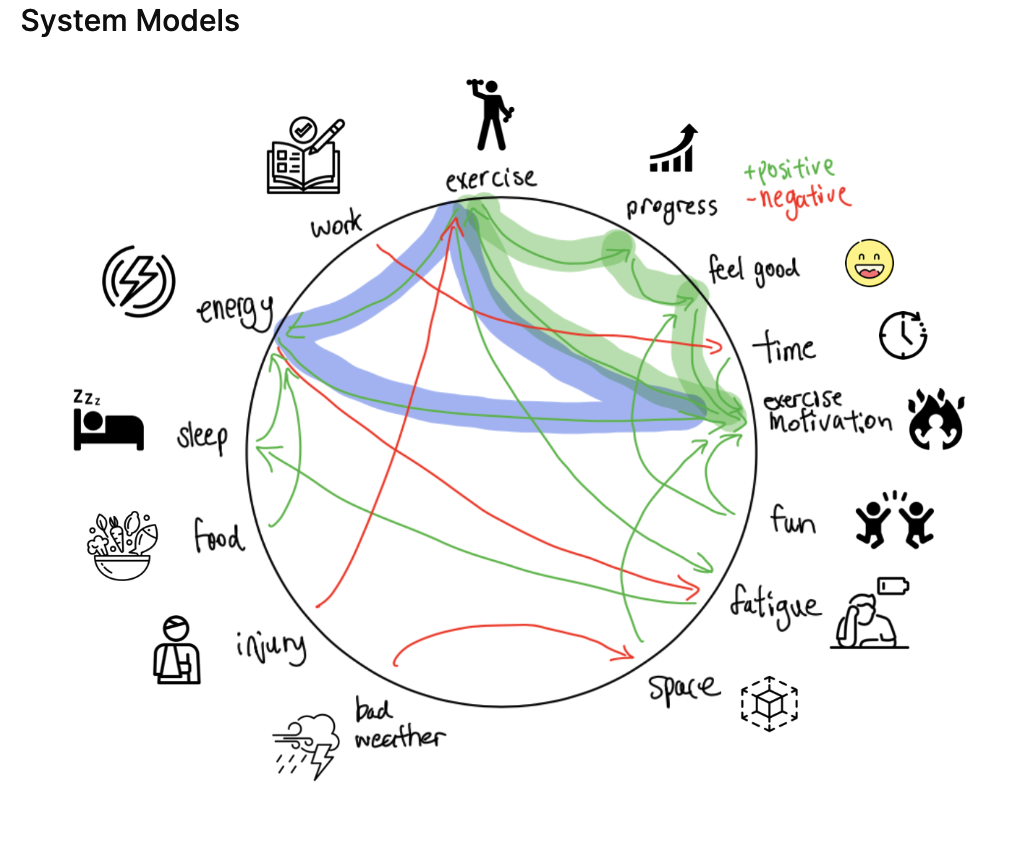 System Models
exercise
progress
+positive
-negative
work
feel good
energy
time
exercise
motivation
zzz
sleep
fun
food
fatigue
injury
space
bad
weather